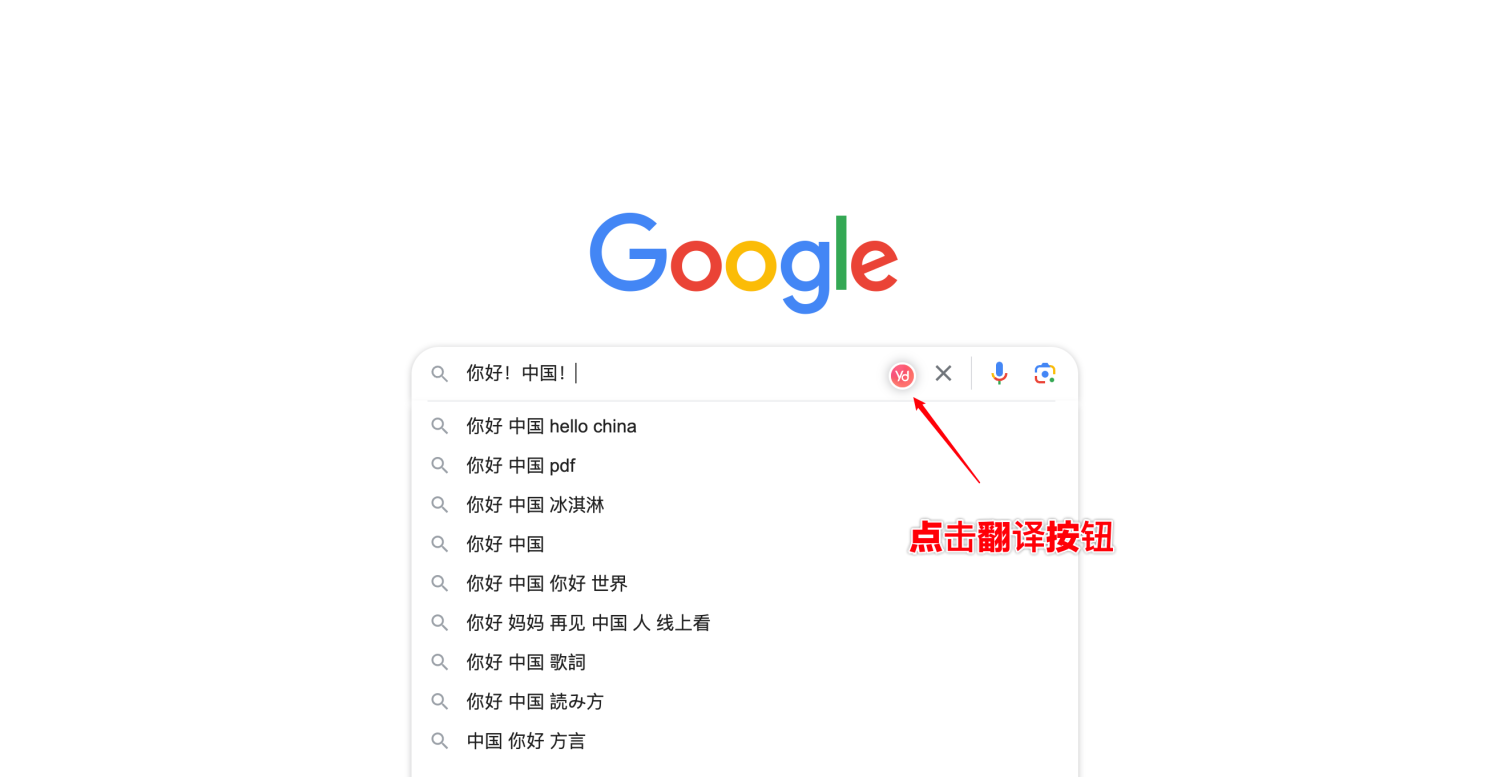 Google
你好！中国！
yd
你好 中国 hello china
你好 中国 pdf
你好 中国 冰淇淋
你好 中国
你好 中国 你好 世界
你好 妈妈 再见 中国 人 线上看
你好 中国 歌詞
你好 中国 読み方
中国 你好 方言
点击翻译按钮